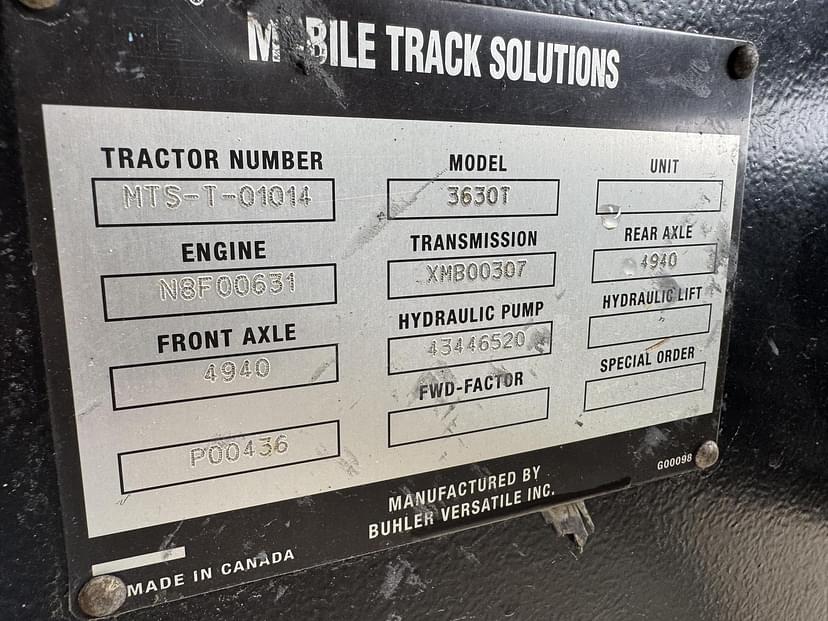 MOBILE TRACK SOLUTIONS
TRACTOR NUMBER
MTS-T-01014
MODEL
3630T
UNIT
ENGINE
N8F00631
TRANSMISSION
XMB00307
REAR AXLE
4940
FRONT AXLE
4940
HYDRAULIC PUMP
43446520
HYDRAULIC LIFT
P00436
FWD-FACTOR
SPECIAL ORDER
G00098
MANUFACTURED BY
BUHLER VERSATILE INC.
MADE IN CANADA